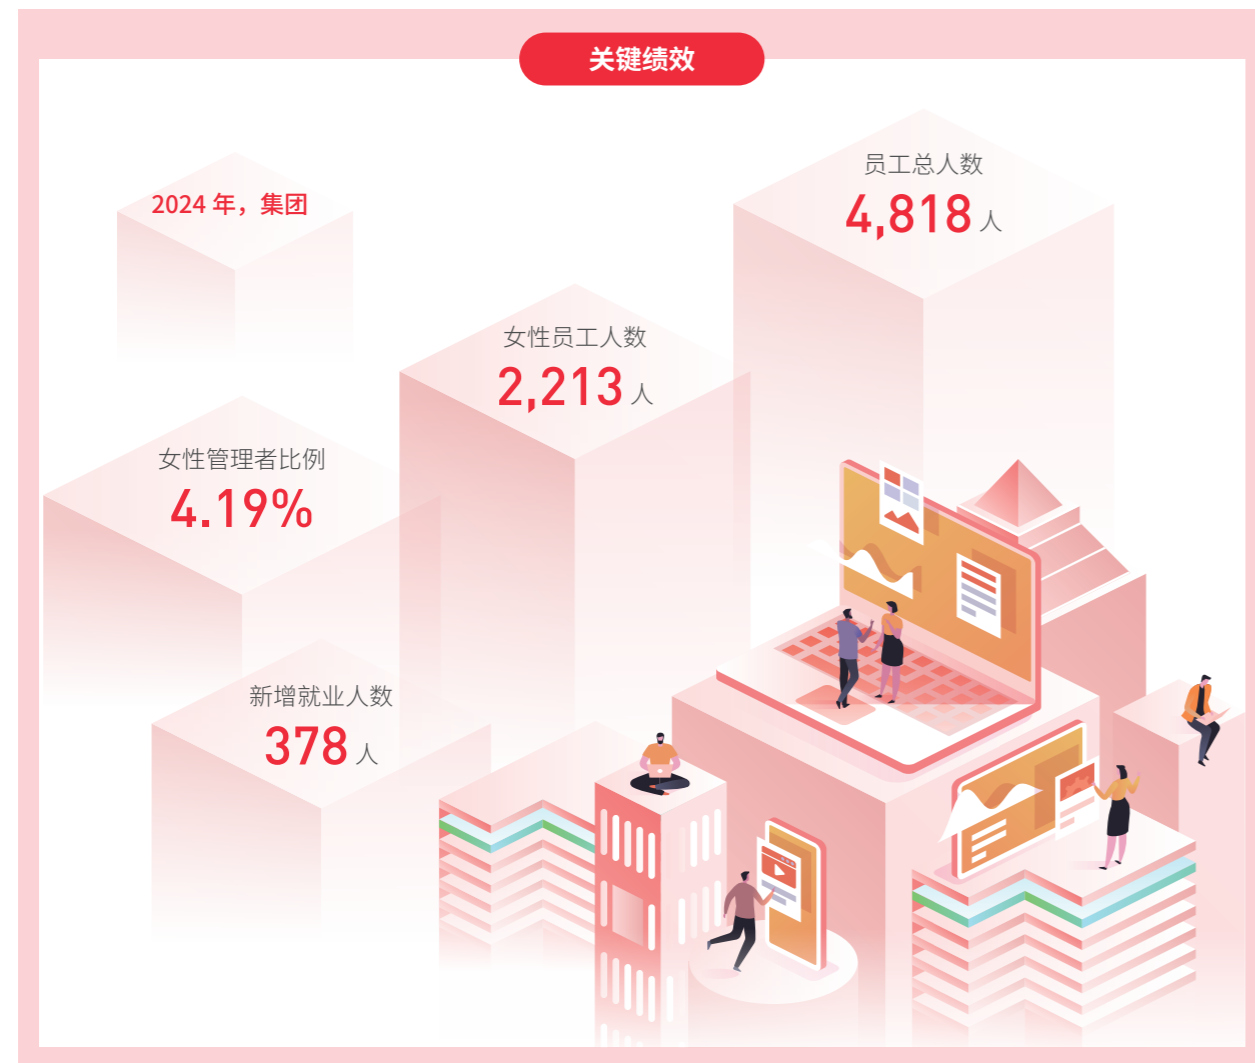 关键绩效
2024 年，集团
员工总人数
4,818 人
女性员工人数
2,213 人
女性管理者比例
4.19%
新增就业人数
378 人